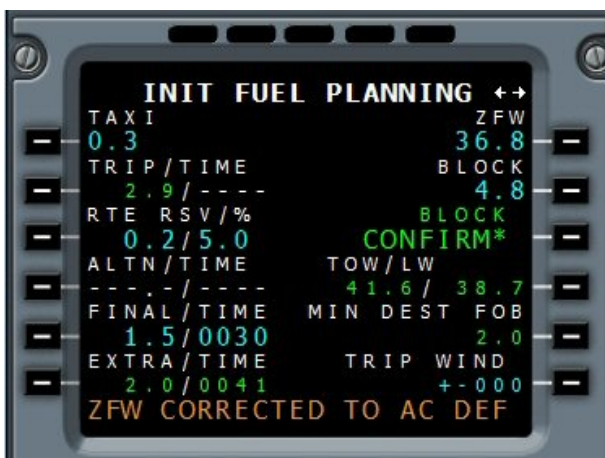 INIT FUEL PLANNING ←→
TAXI ZFW
0.3 36.8
TRIP/TIME BLOCK
2.9/---- 4.8
RTE RSV/% BLOCK
0.2/5.0 CONFIRM*
ALTN/TIME TOW/LW
---.-/---- 41.6/ 38.7
FINAL/TIME MIN DEST FOB
1.5/0030 2.0
EXTRA/TIME TRIP WIND
2.0/0041 +-000
ZFW CORRECTED TO AC DEF